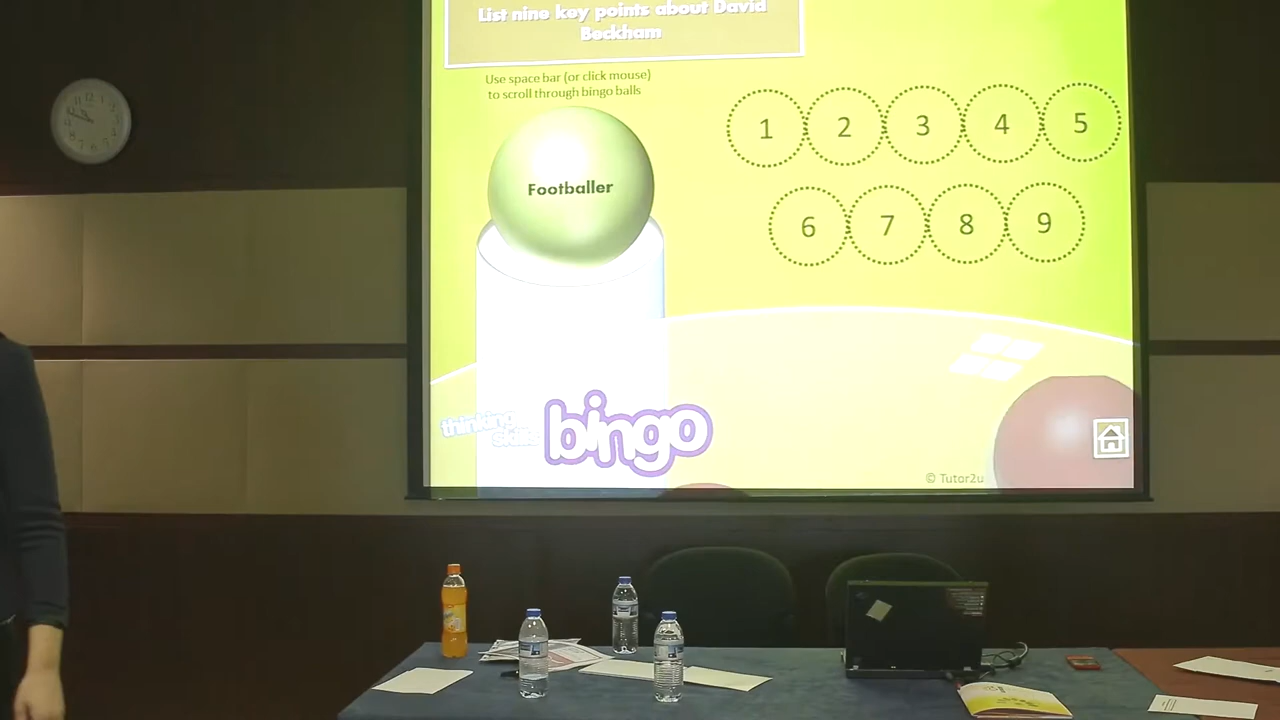 List nine key points about David
Beckham
Use space bar (or click mouse)
to scroll through bingo balls
Footballer
1 2 3 4 5
6 7 8 9
thinking
skills
bingo
© Tutor2u